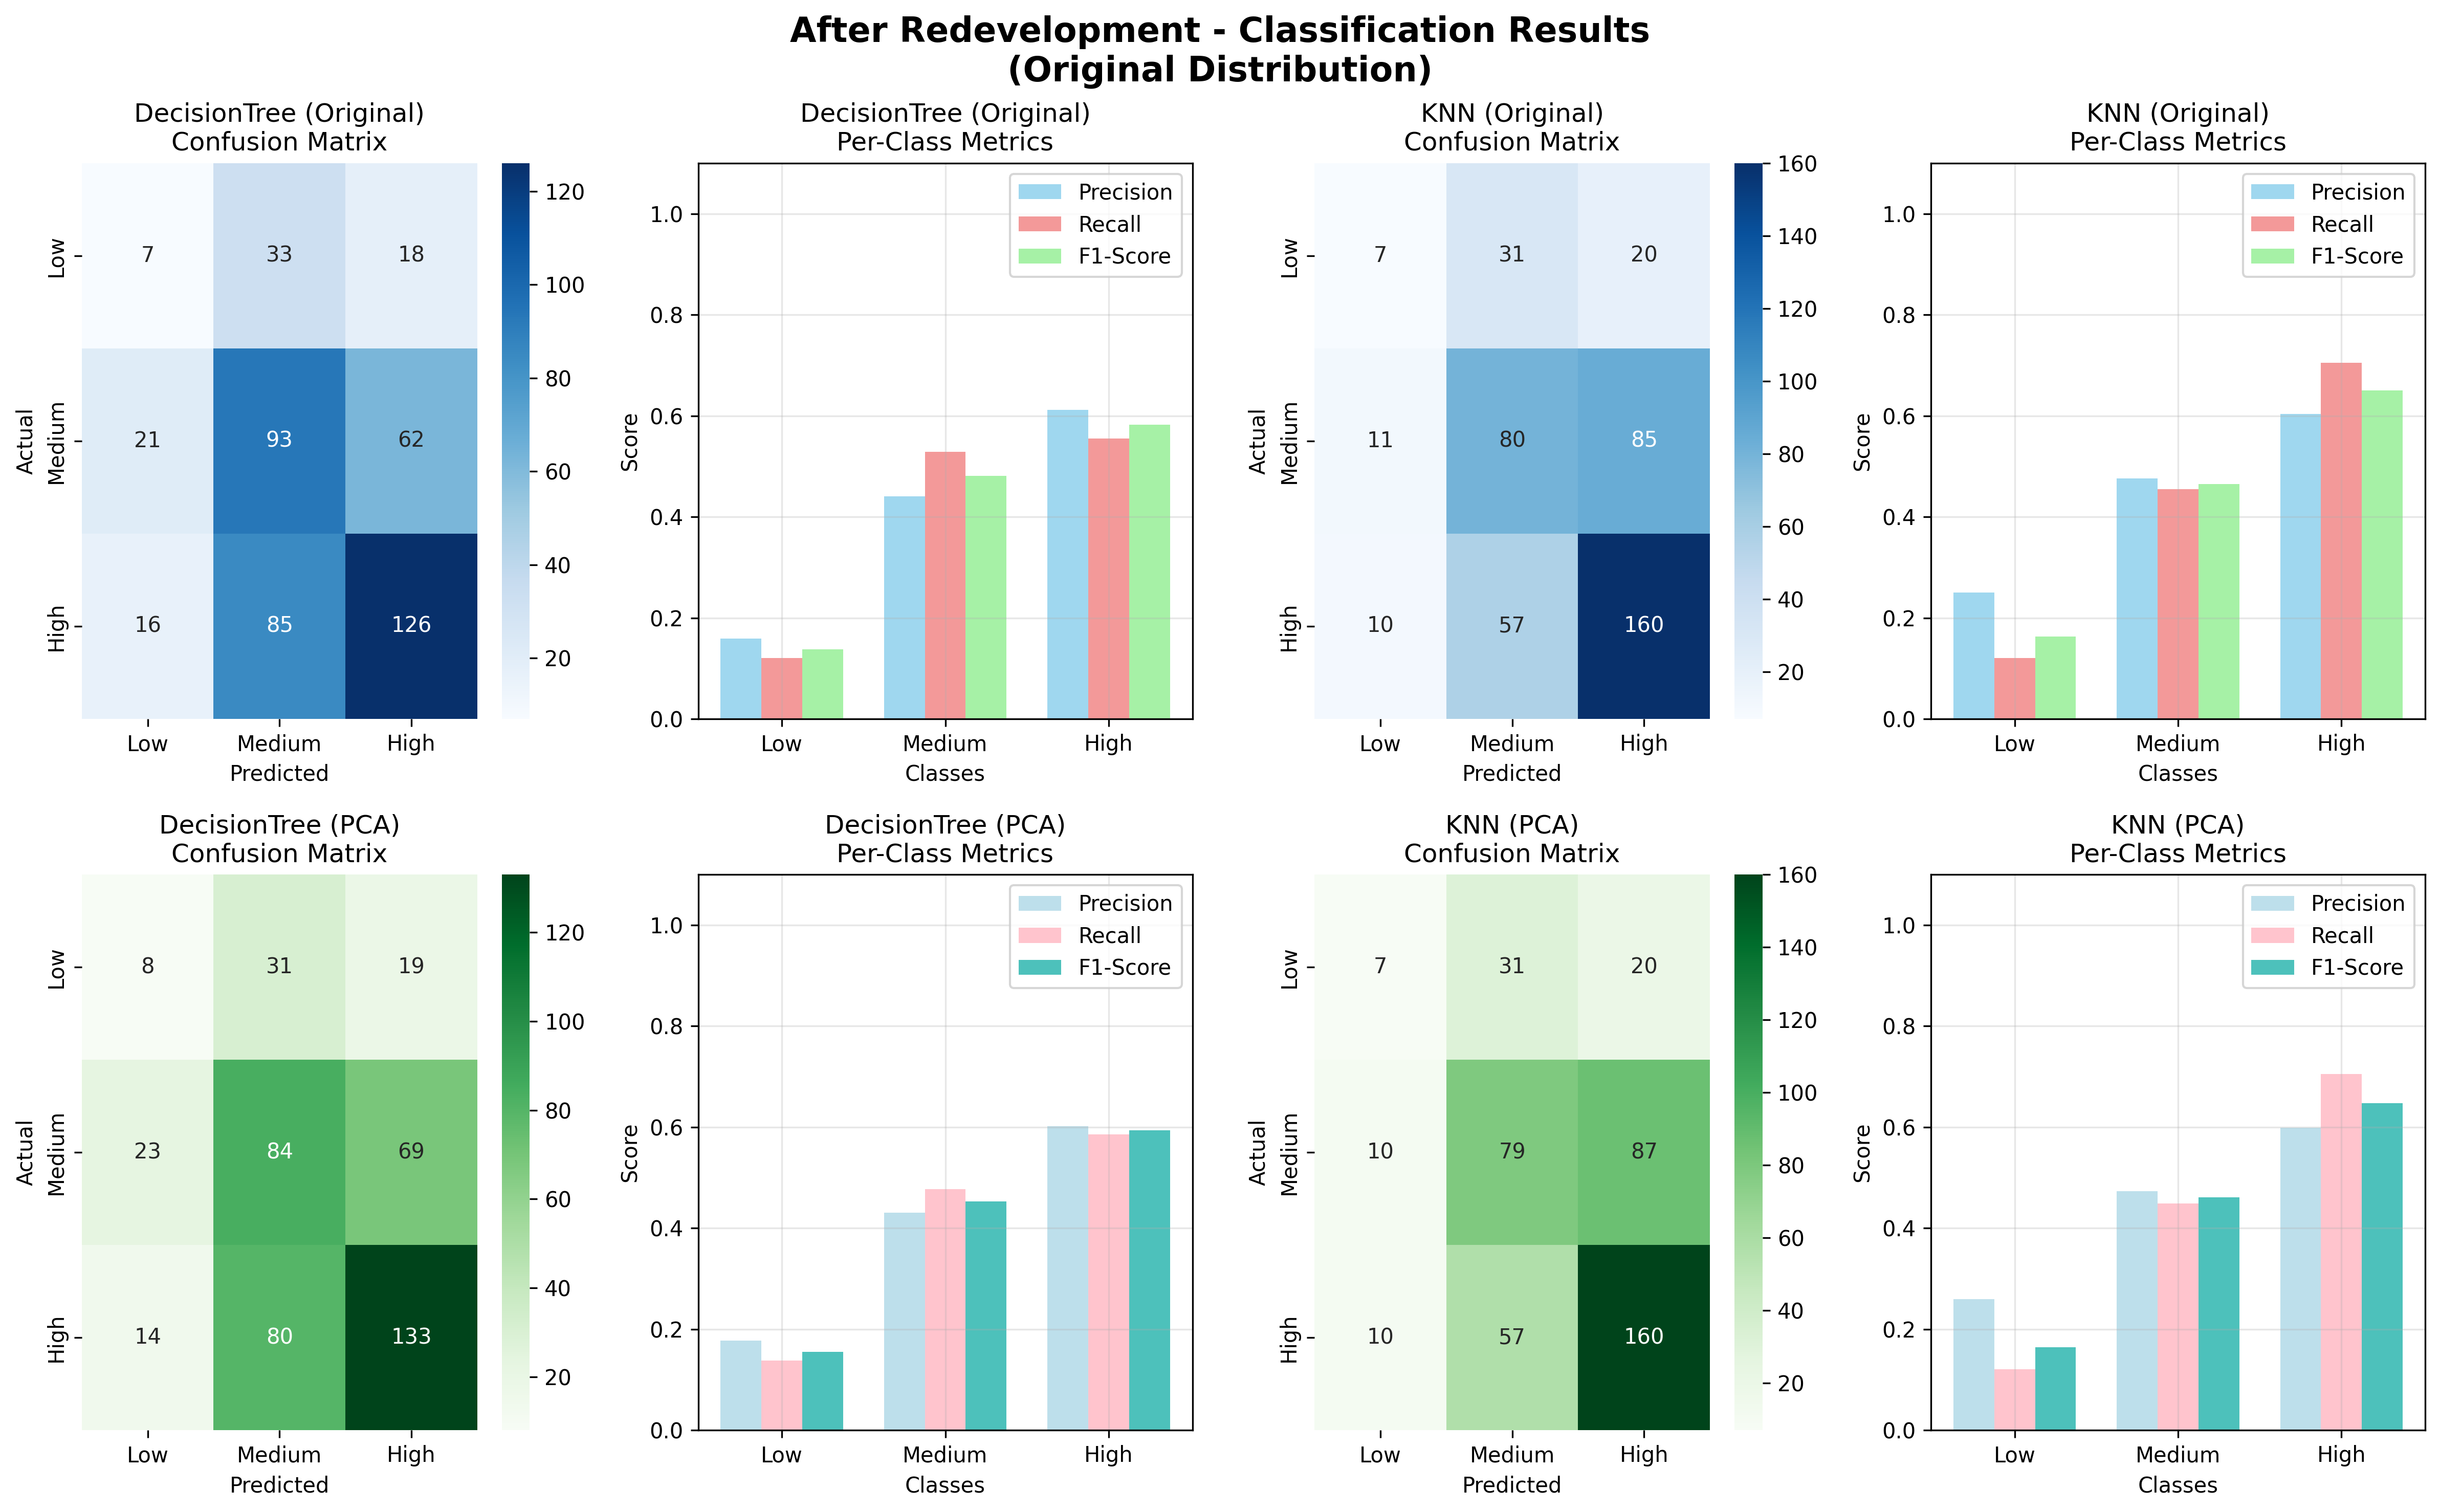 After Redevelopment - Classification Results
(Original Distribution)
DecisionTree (Original)
Confusion Matrix
Actual
Low
Medium
High
7 33 18
21 93 62
16 85 126
Low Medium High
Predicted
120
100
80
60
40
20
DecisionTree (Original)
Per-Class Metrics
Score
1.0
0.8
0.6
0.4
0.2
0.0
Precision
Recall
F1-Score
Low Medium High
Classes
KNN (Original)
Confusion Matrix
Actual
Low
Medium
High
7 31 20
11 80 85
10 57 160
Low Medium High
Predicted
160
140
120
100
80
60
40
20
KNN (Original)
Per-Class Metrics
Score
1.0
0.8
0.6
0.4
0.2
0.0
Precision
Recall
F1-Score
Low Medium High
Classes
DecisionTree (PCA)
Confusion Matrix
Actual
Low
Medium
High
8 31 19
23 84 69
14 80 133
Low Medium High
Predicted
120
100
80
60
40
20
DecisionTree (PCA)
Per-Class Metrics
Score
1.0
0.8
0.6
0.4
0.2
0.0
Precision
Recall
F1-Score
Low Medium High
Classes
KNN (PCA)
Confusion Matrix
Actual
Low
Medium
High
7 31 20
10 79 87
10 57 160
Low Medium High
Predicted
160
140
120
100
80
60
40
20
KNN (PCA)
Per-Class Metrics
Score
1.0
0.8
0.6
0.4
0.2
0.0
Precision
Recall
F1-Score
Low Medium High
Classes